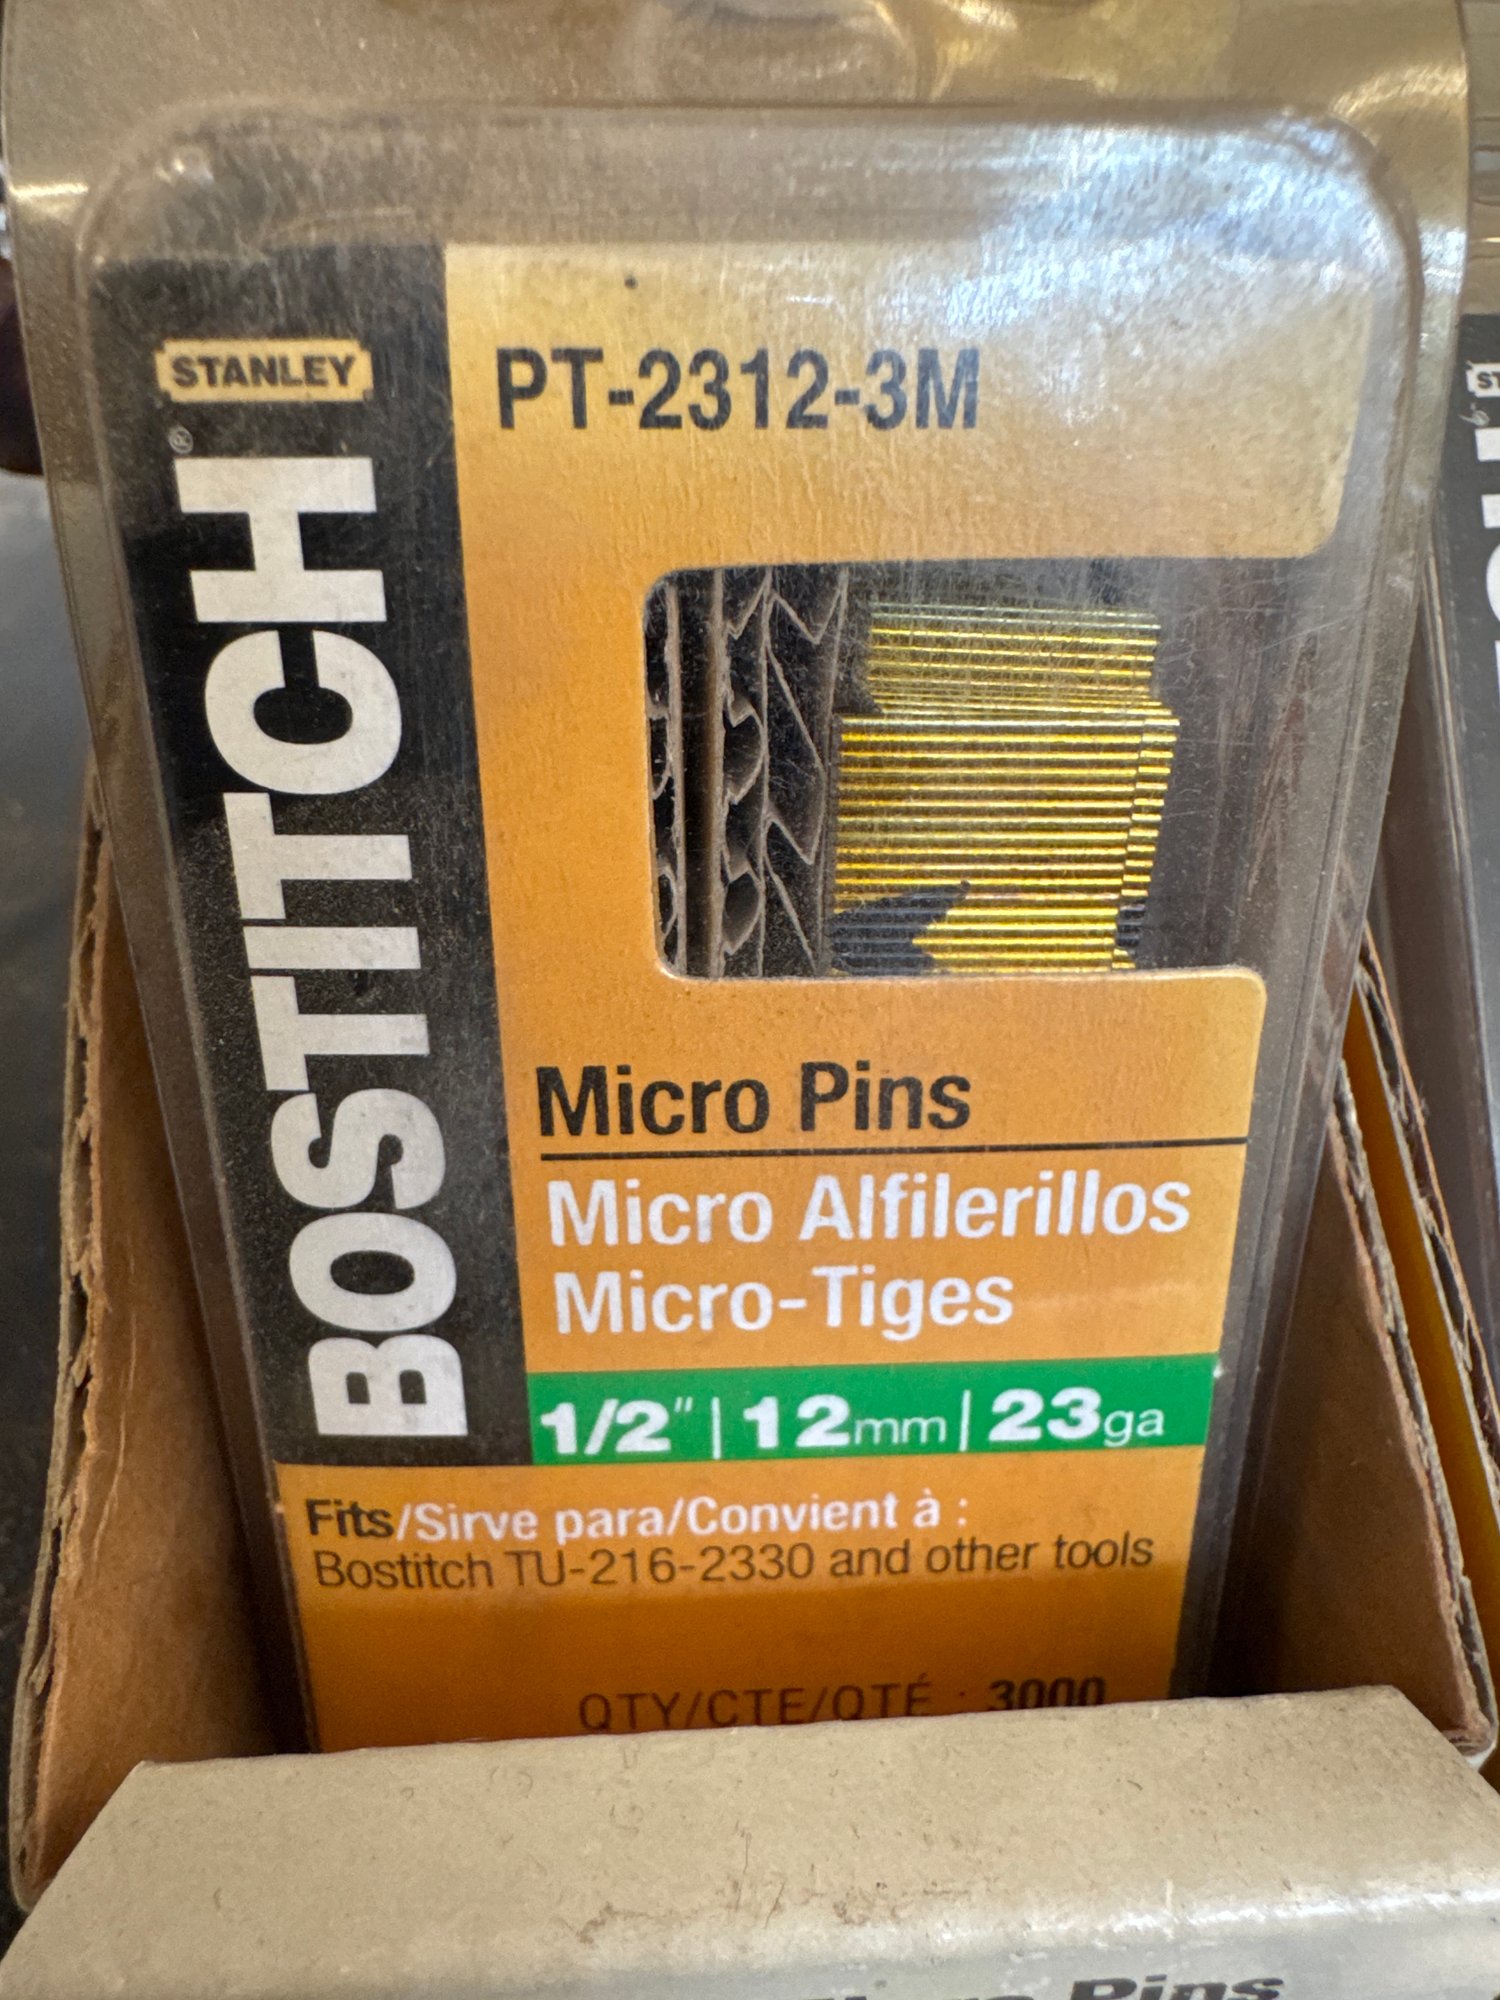 STANLEY
BOSTITCH
®
PT-2312-3M
Micro Pins
Micro Alfilerillos
Micro-Tiges
1/2" | 12mm | 23ga
Fits/Sirve para/Convient à :
Bostitch TU-216-2330 and other tools
QTY/CTE/QTÉ : 3000
Pins